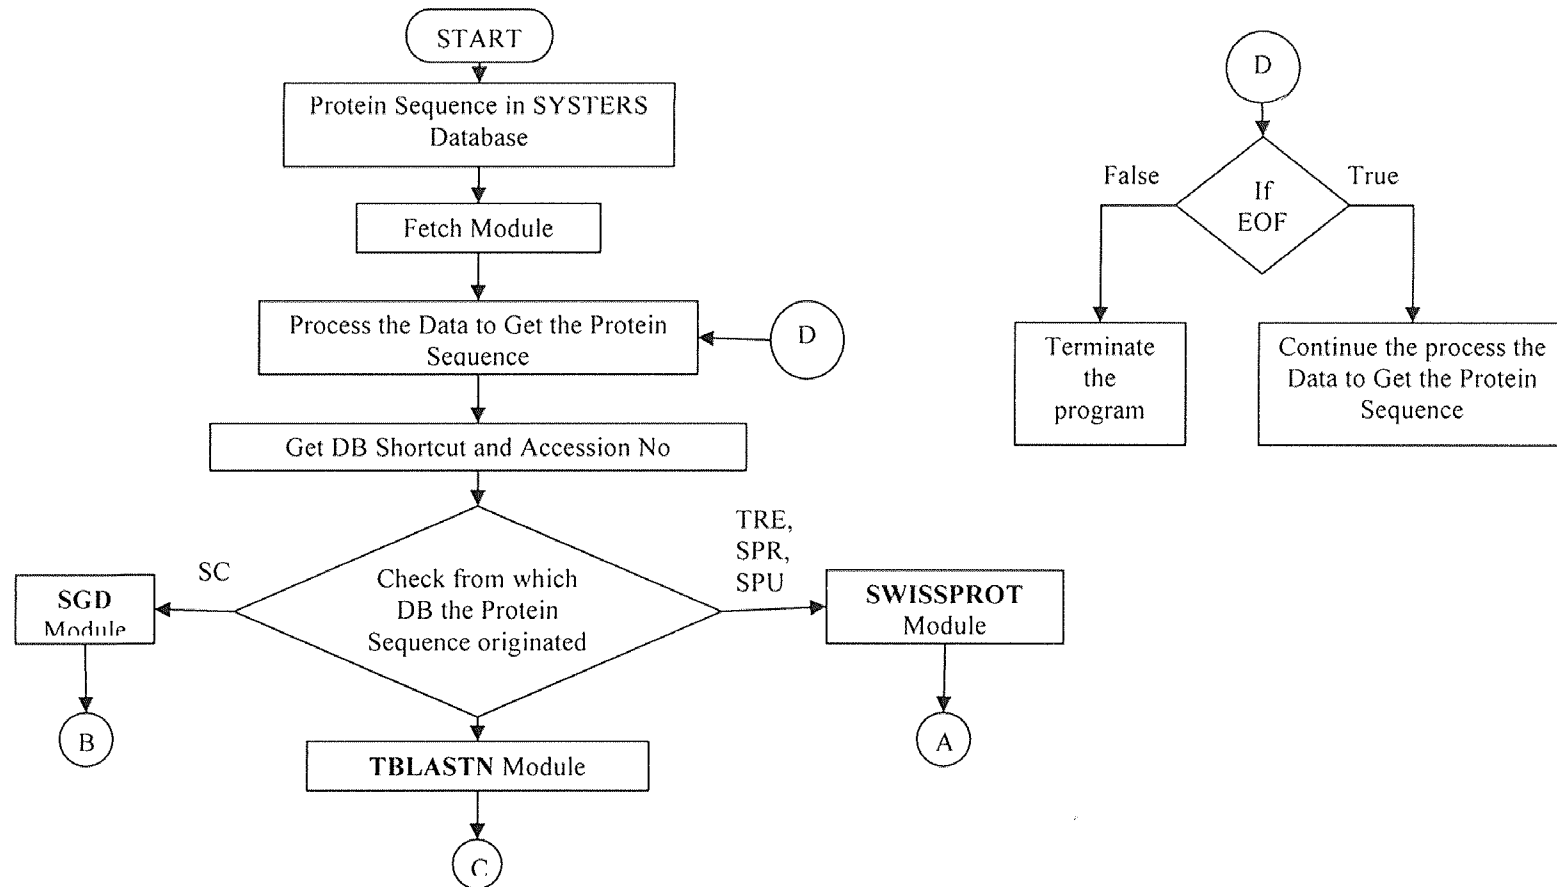 START
Protein Sequence in SYSTERS
Database
Fetch Module
Process the Data to Get the Protein
Sequence
D
Get DB Shortcut and Accession No
Check from which
DB the Protein
Sequence originated
SC
TRE,
SPR,
SPU
SGD
Module
SWISSPROT
Module
B
A
TBLASTN Module
C
D
If
EOF
False
True
Terminate
the
program
Continue the process the
Data to Get the Protein
Sequence